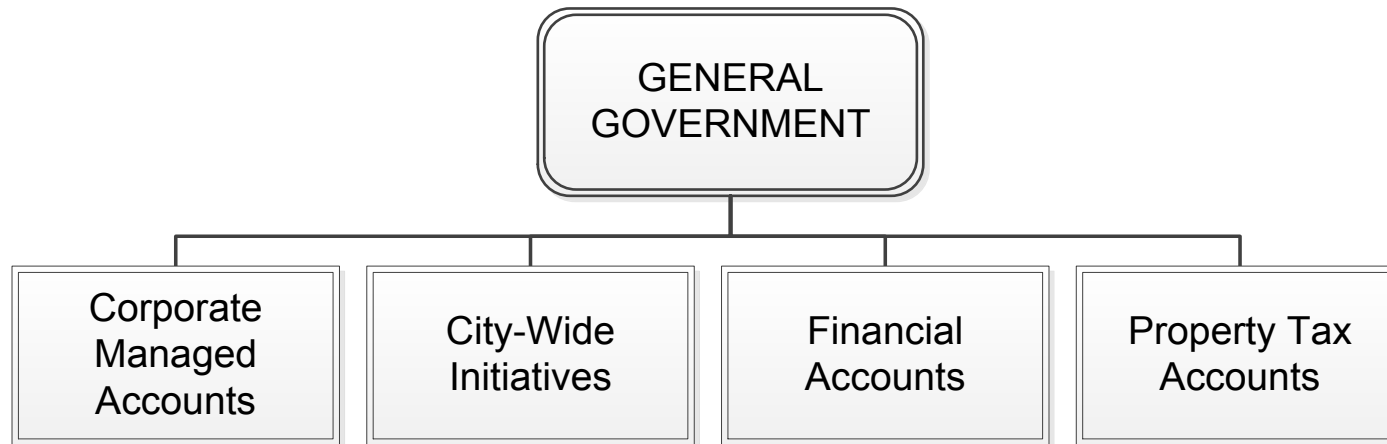 GENERAL
GOVERNMENT
Corporate
Managed
Accounts
City-Wide
Initiatives
Financial
Accounts
Property Tax
Accounts